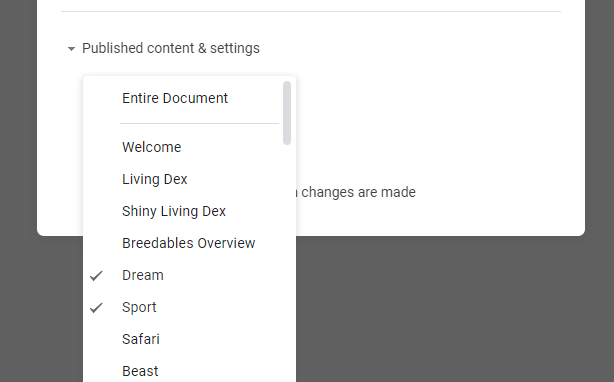 Published content & settings
Entire Document
Welcome
Living Dex
changes are made
Shiny Living Dex
Breedables Overview
Dream
Sport
Safari
Beast